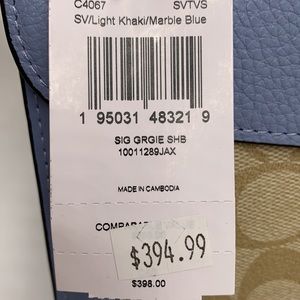 C4067 SVTVS
SV/Light Khaki/Marble Blue
1 95031 48321 9
SIG GRGIE SHB
10011289JAX
MADE IN CAMBODIA
$394.99
$398.00